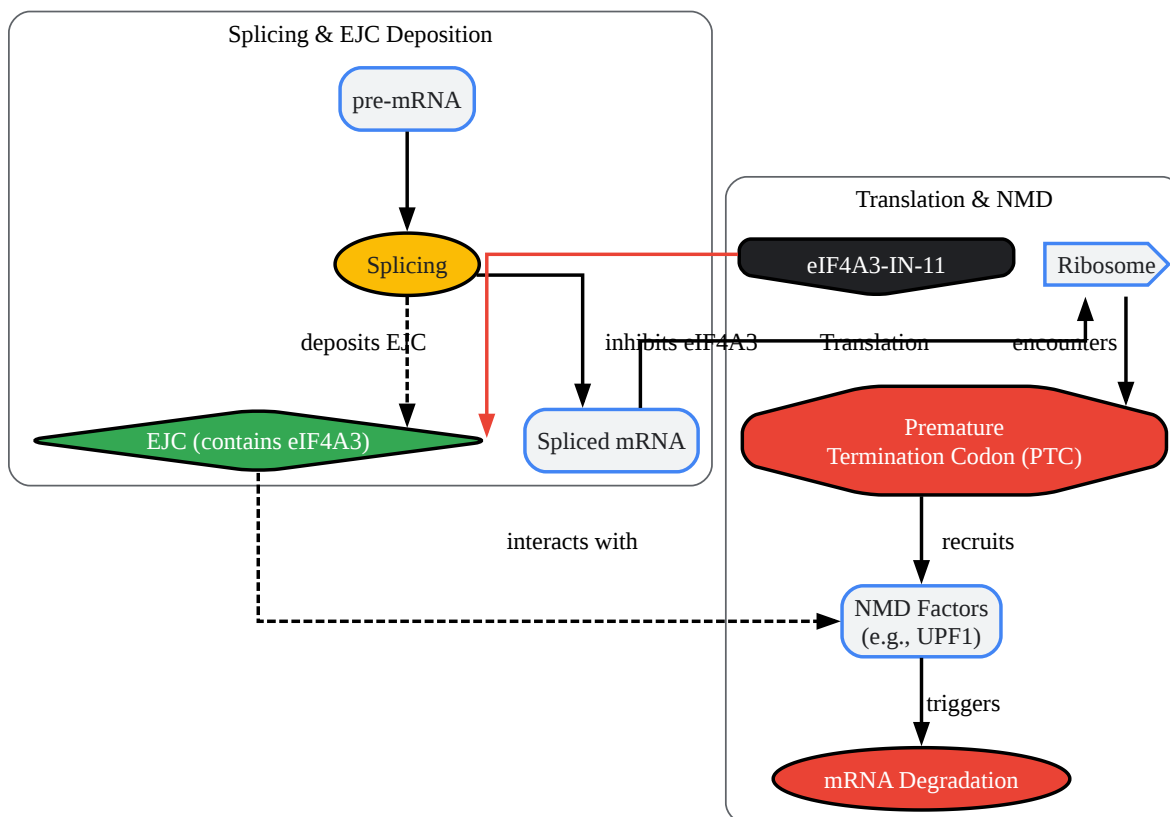 Splicing & EJC Deposition
pre-mRNA
Translation & NMD
Splicing
eIF4A3-IN-11
Ribosome
deposits EJC
inhibits eIF4A3
Translation
encounters
EJC (contains eIF4A3)
Spliced mRNA
Premature
Termination Codon (PTC)
interacts with
recruits
NMD Factors
(e.g., UPF1)
triggers
mRNA Degradation